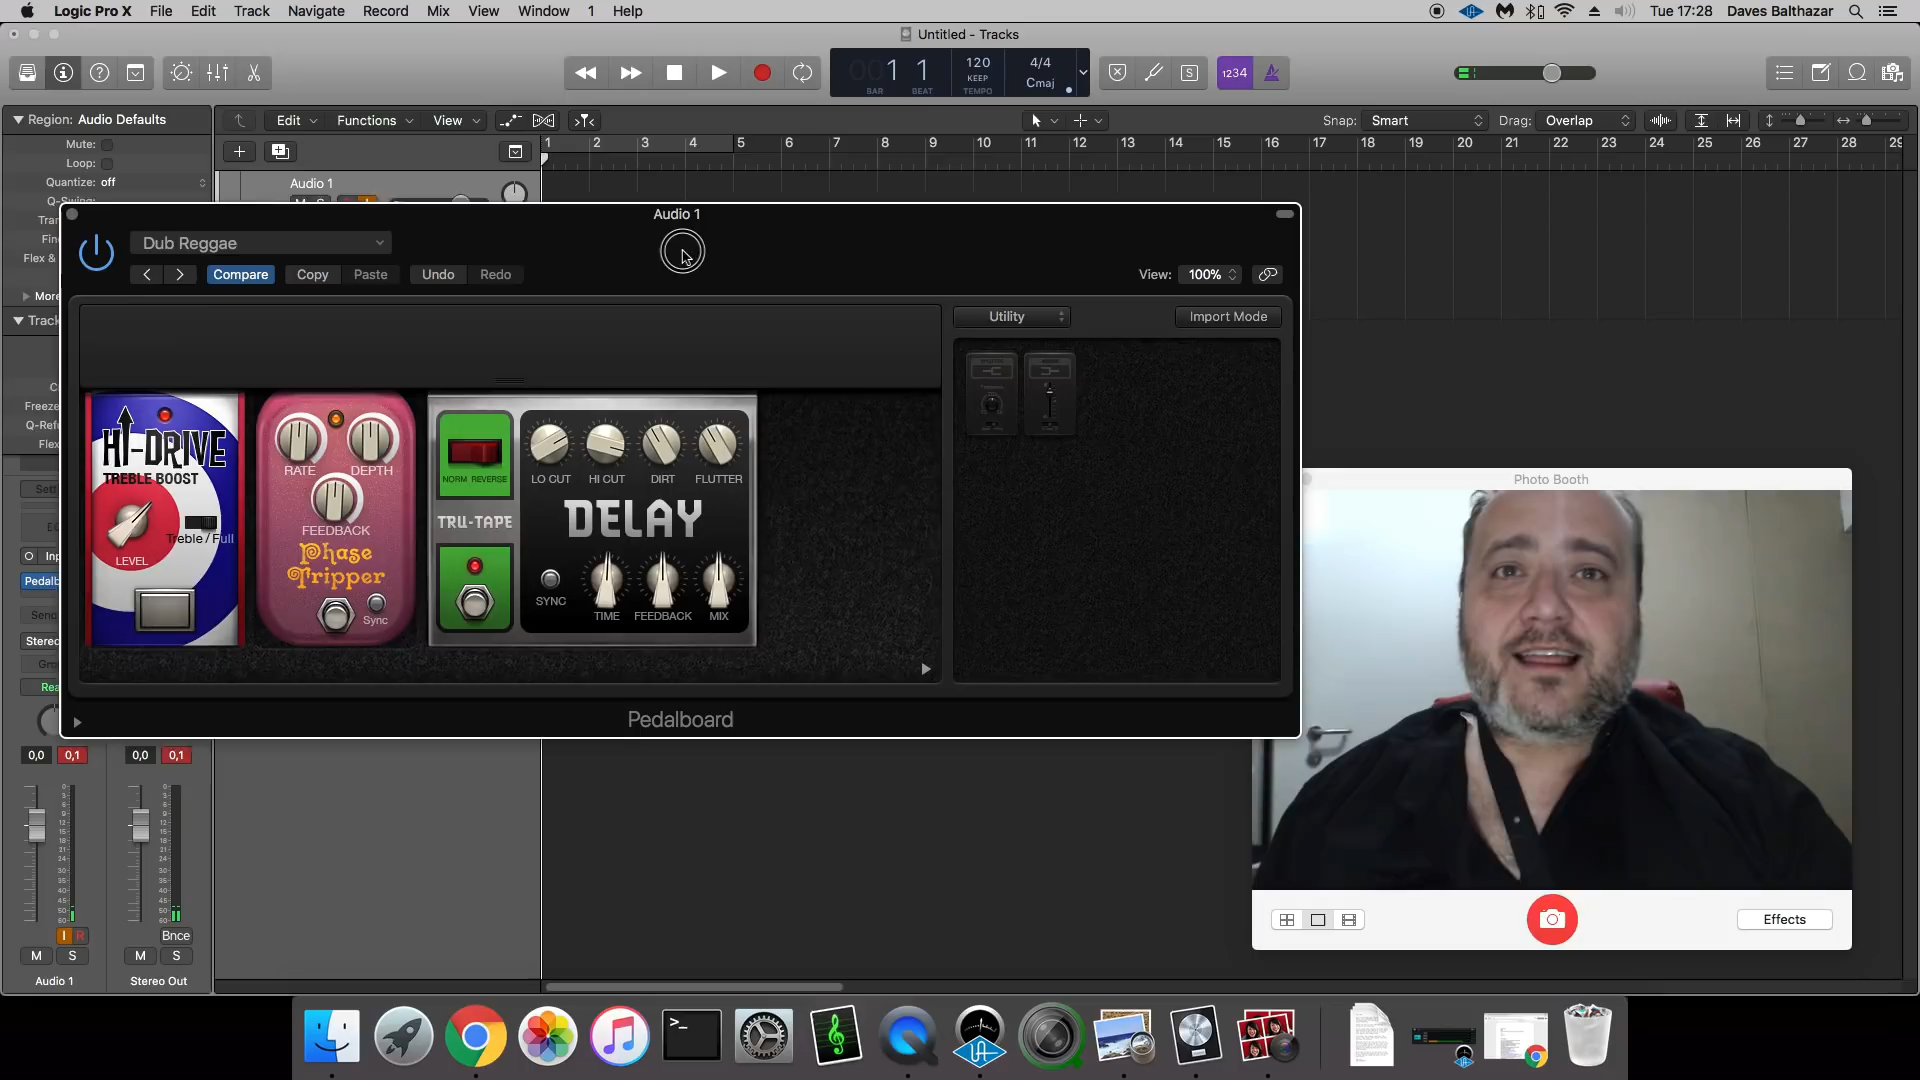 Logic Pro X File Edit Track Navigate Record Mix View Window 1 Help Tue 17:28 Daves Balthazar
Untitled - Tracks
1 1 120 4/4
KEEP Cmaj
BAR BEAT TEMPO
S 1234
Region: Audio Defaults Edit Functions View Snap: Smart Drag: Overlap
Mute:
Loop:
Quantize: off
1 2 3 4 5 6 7 8 9 10 11 12 13 14 15 16 17 18 19 20 21 22 23 24 25 26 27 28 29
Audio 1
Audio 1
Dub Reggae
Compare Copy Paste Undo Redo View: 100%
Flex &
More
Utility Import Mode
HI-DRIVE
TREBLE BOOST
Treble / Full
LEVEL
RATE DEPTH
FEEDBACK
Phase
Tripper
Sync
NORM REVERSE
TRU-TAPE
LO CUT HI CUT DIRT FLUTTER
DELAY
SYNC TIME FEEDBACK MIX
Pedalboard
Photo Booth
Effects
0,0 0,1 0,0 0,1
I R Bnce
M S M S
Audio 1 Stereo Out